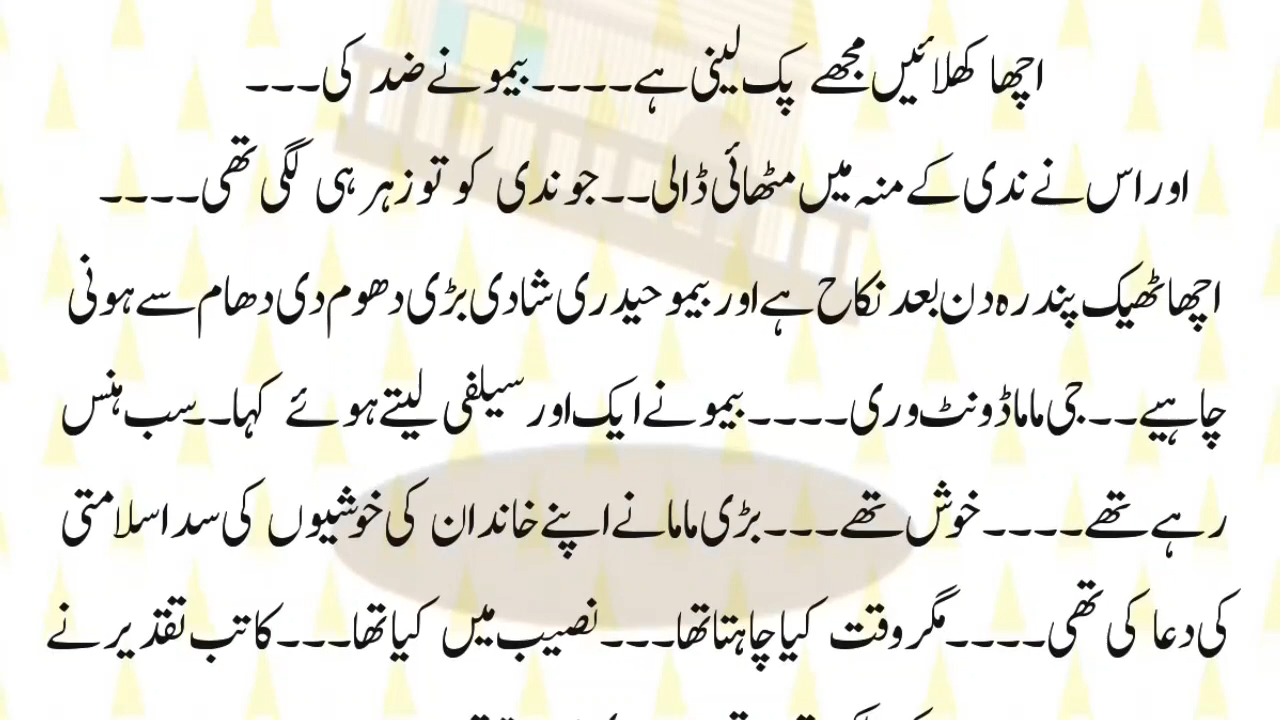 اچھا کھلائیں مجھے پک لینی ہے۔۔۔۔ بیمو نے ضد کی۔۔۔
اور اس نے ندی کے منہ میں مٹھائی ڈالی۔۔ جو ندی کو تو زہر ہی لگی تھی۔۔۔۔
اچھا ٹھیک پندرہ دن بعد نکاح ہے اور بیمو حیدری شادی بڑی دھوم دی دھام سے ہونی
چاہیے۔۔ جی ماما ڈونٹ وری۔۔۔۔ بیمو نے ایک اور سیلفی لیتے ہوئے کہا۔۔ سب ہنس
رہے تھے۔۔۔۔ خوش تھے۔۔۔ بڑی ماما نے اپنے خاندان کی خوشیوں کی سدا سلامتی
کی دعا کی تھی۔۔۔۔ مگر وقت کیا چاہتا تھا۔۔۔ نصیب میں کیا تھا۔۔۔ کاتب تقدیر نے